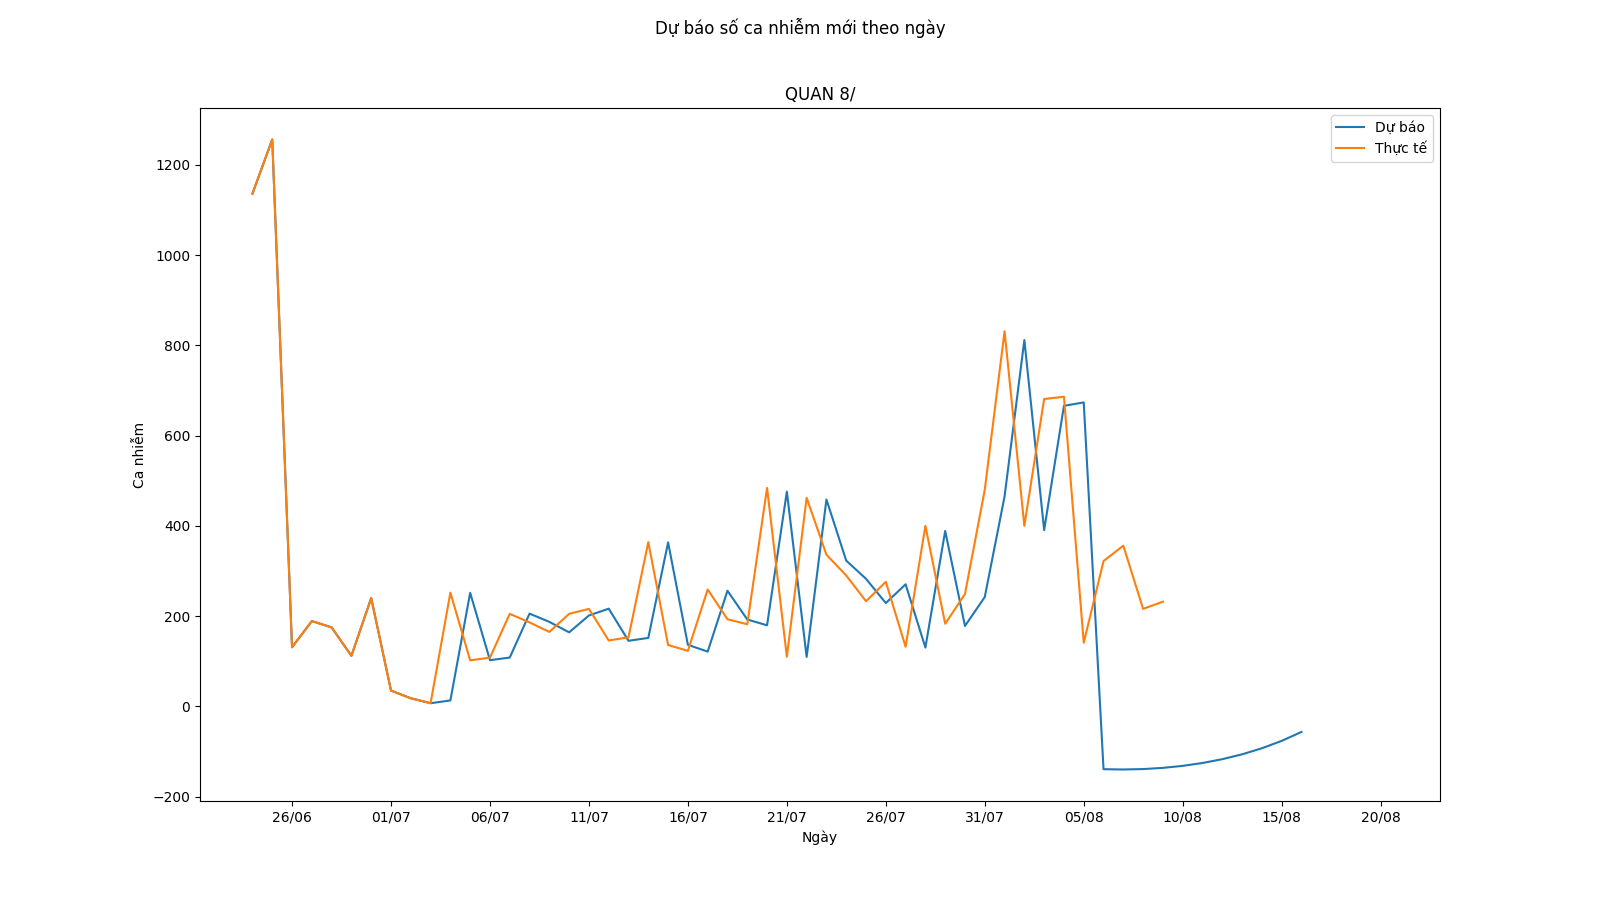 Dự báo số ca nhiễm mới theo ngày
QUAN 8/
Dự báo
Thực tế
1200
1000
800
600
400
200
0
−200
Ca nhiễm
26/06 01/07 06/07 11/07 16/07 21/07 26/07 31/07 05/08 10/08 15/08 20/08
Ngày